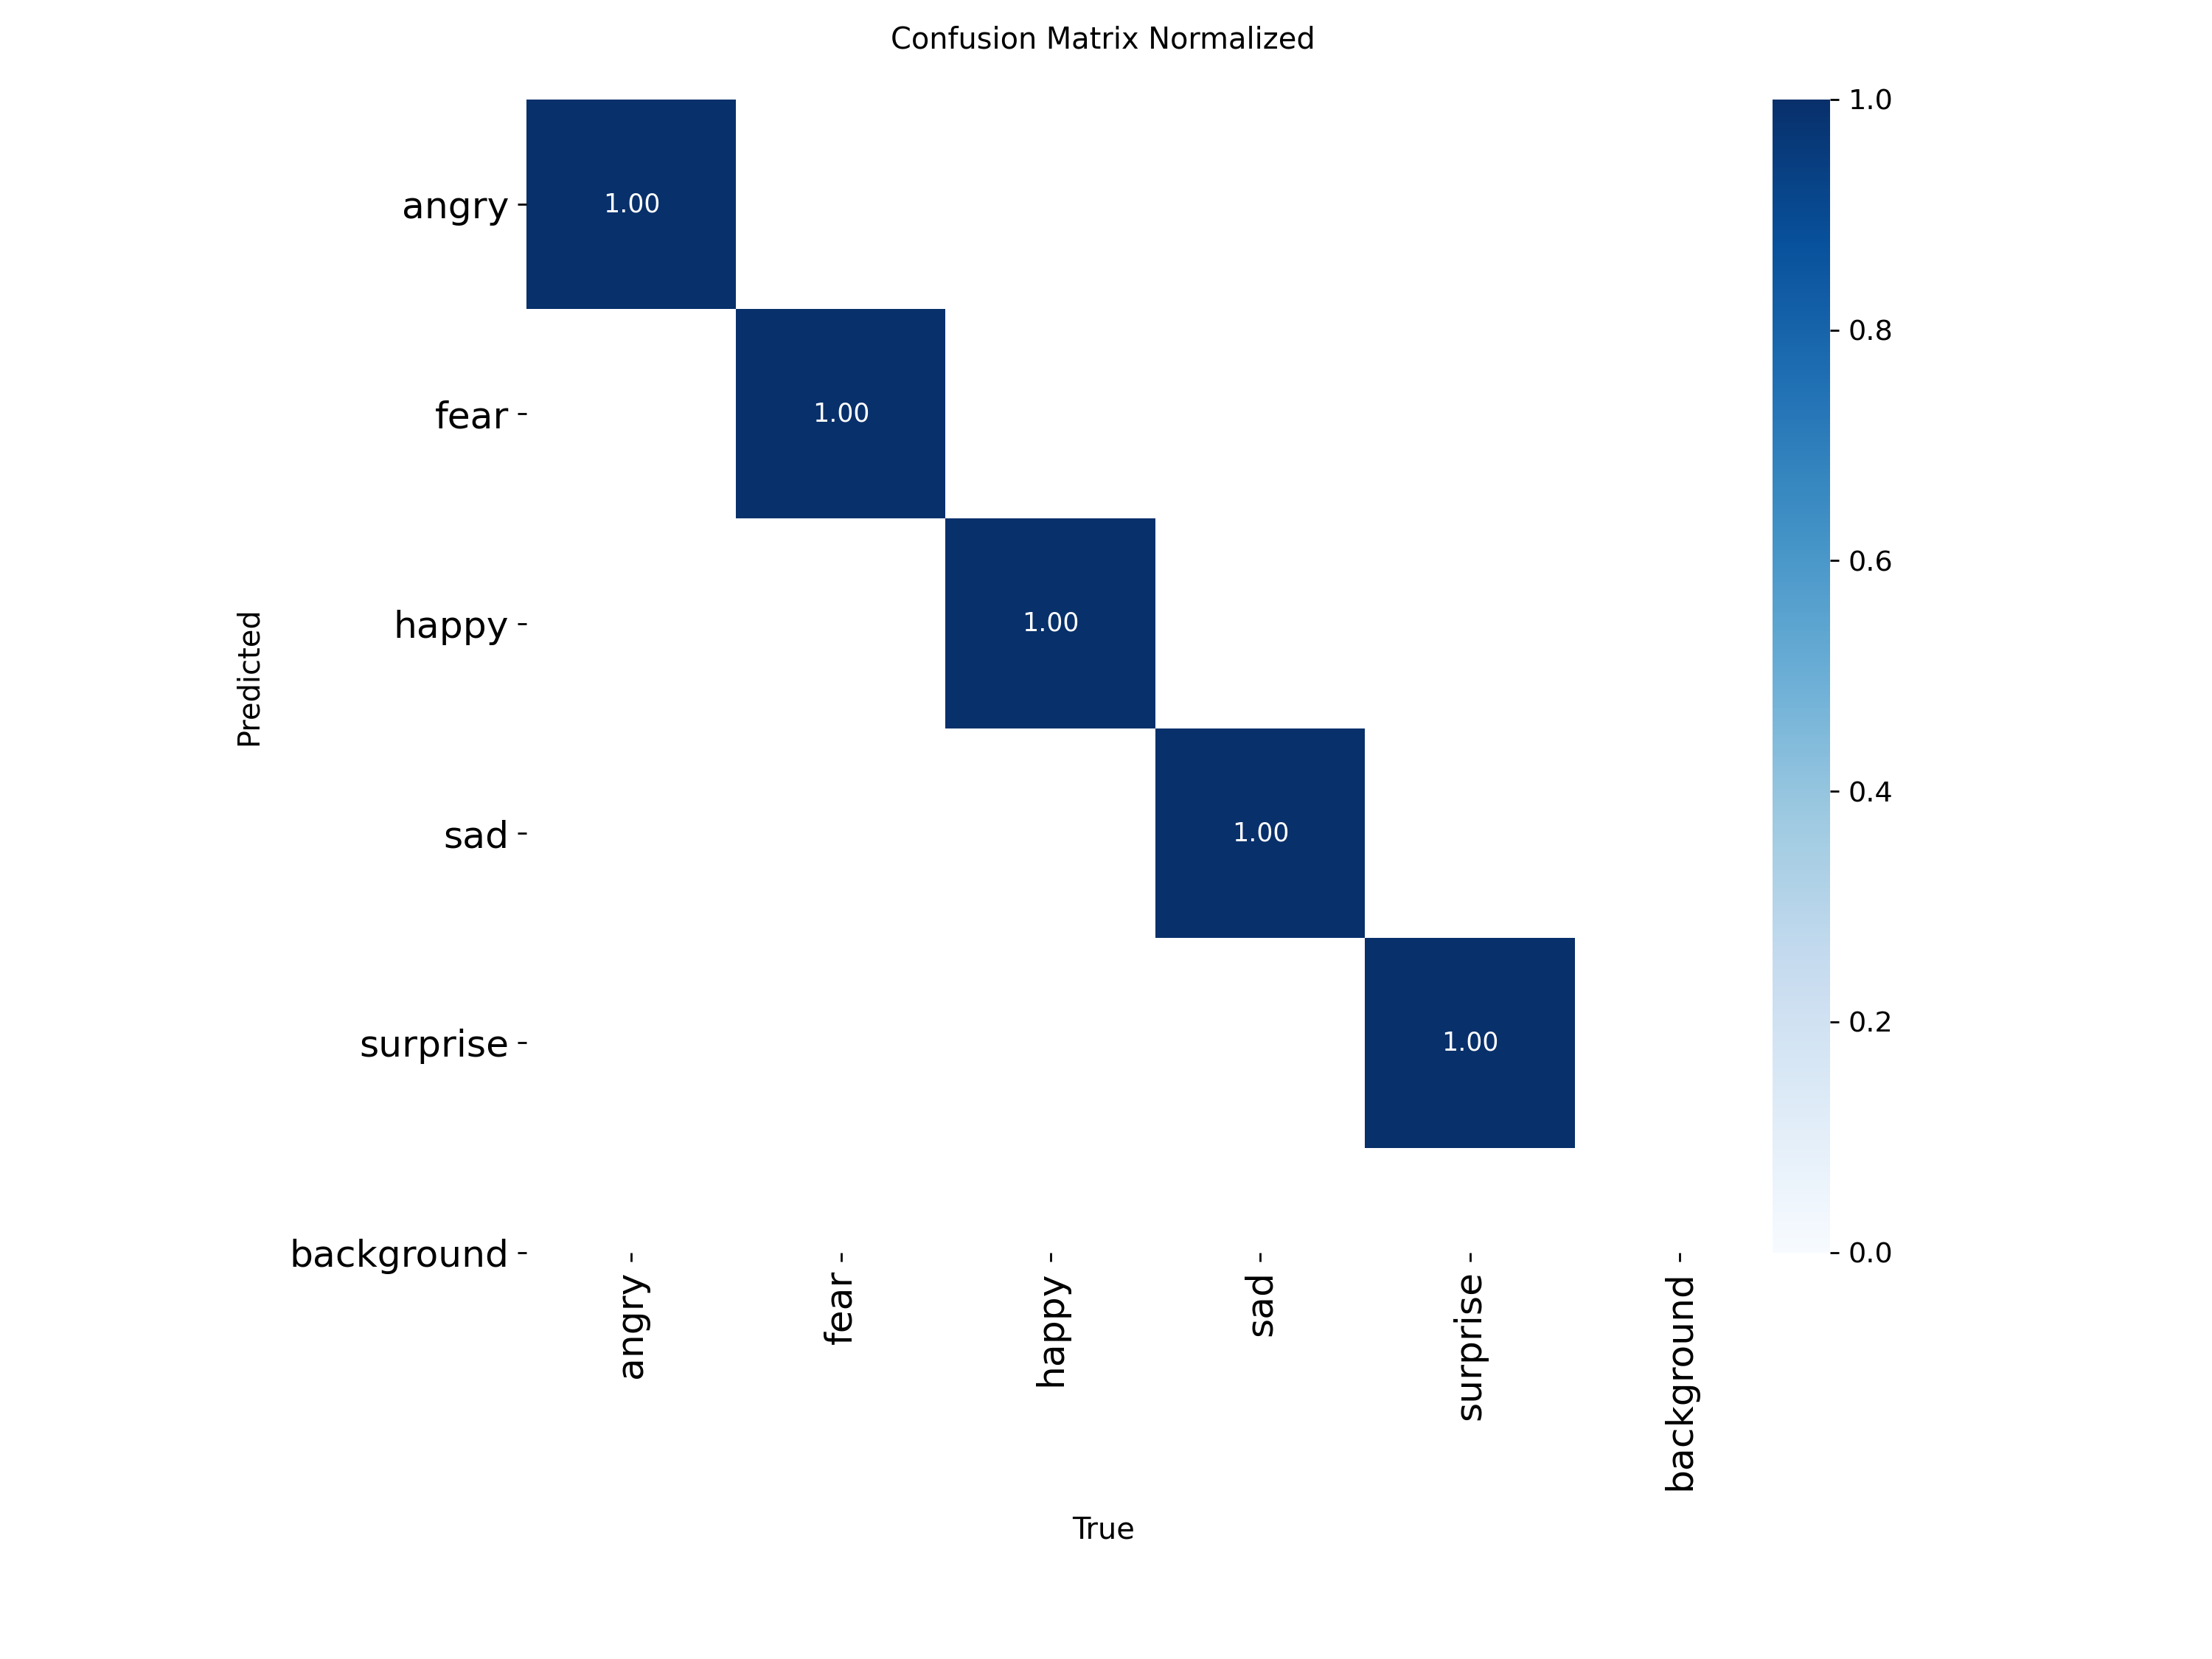 Confusion Matrix Normalized
Predicted
angry
fear
happy
sad
surprise
background
1.00
1.00
1.00
1.00
1.00
angry
fear
happy
sad
surprise
background
True
1.0
0.8
0.6
0.4
0.2
0.0